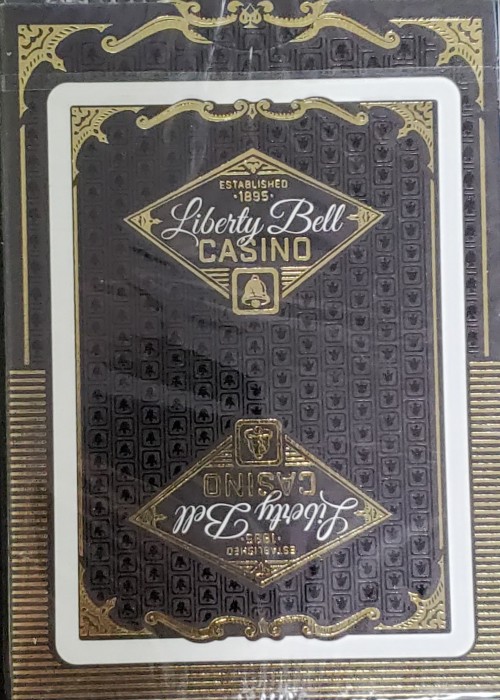 ESTABLISHED
·1895·
Liberty Bell
CASINO
CASINO
Liberty Bell
·1895·
ESTABLISHED